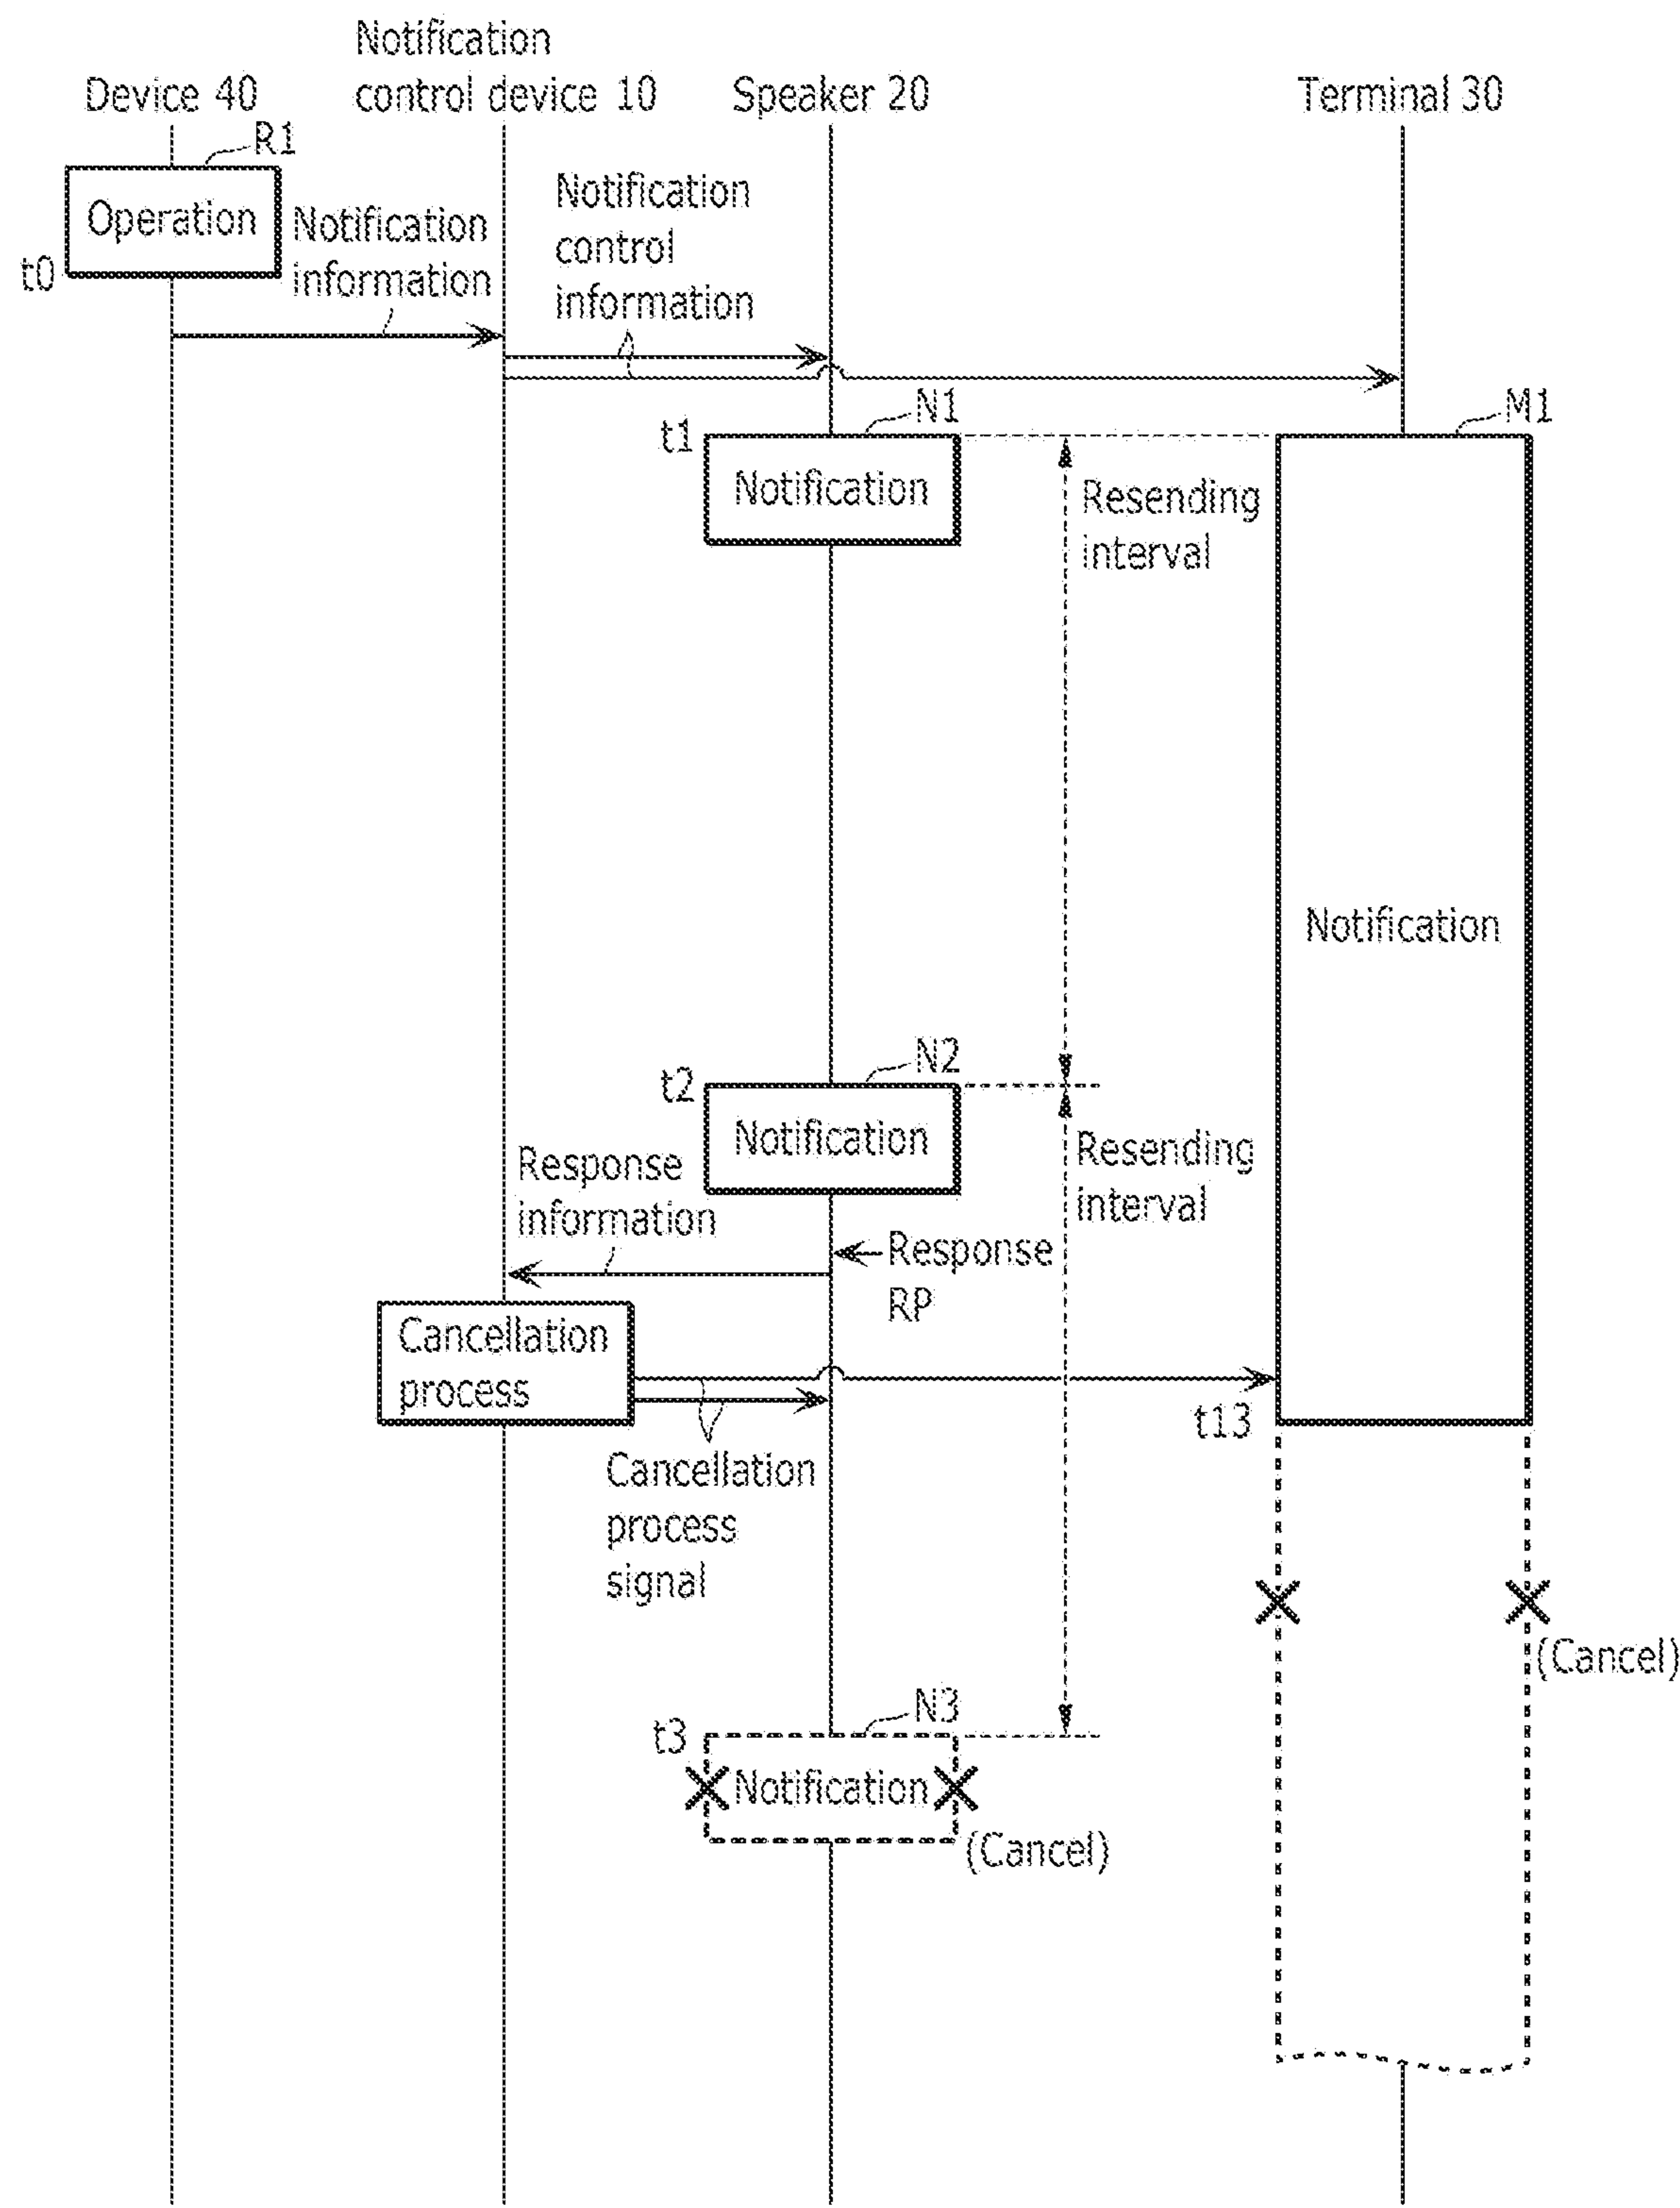 Notification
Device 40
control device 10
Speaker 20
Terminal 30
R1
Operation
t0
Notification
information
Notification
control
information
N1
M1
t1
Notification
Resending
interval
Notification
N2
t2
Notification
Resending
interval
Response
information
Response
RP
Cancellation
process
t13
Cancellation
process
signal
(Cancel)
N3
t3
Notification
(Cancel)